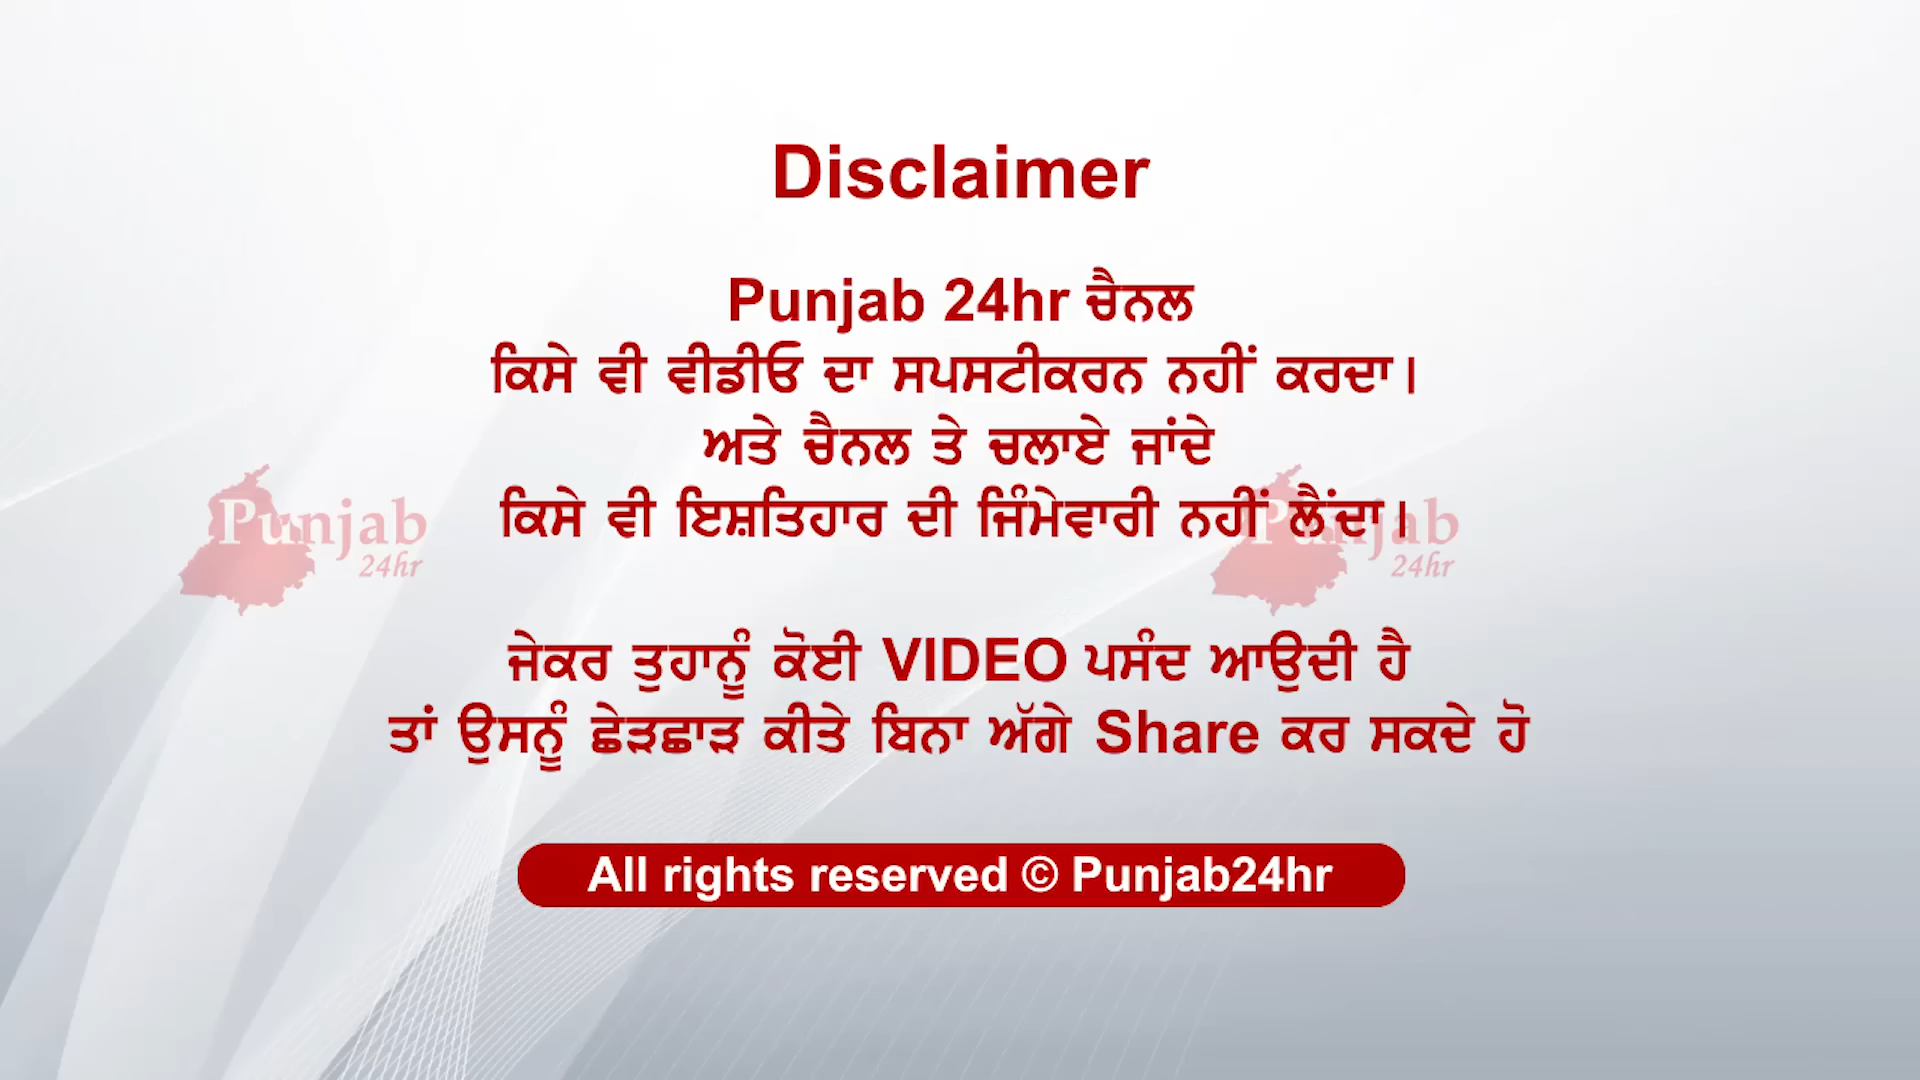 Disclaimer
Punjab 24hr ਚੈਨਲ
ਕਿਸੇ ਵੀ ਵੀਡੀਓ ਦਾ ਸਪਸਟੀਕਰਨ ਨਹੀਂ ਕਰਦਾ।
ਅਤੇ ਚੈਨਲ ਤੇ ਚਲਾਏ ਜਾਂਦੇ
ਕਿਸੇ ਵੀ ਇਸ਼ਤਿਹਾਰ ਦੀ ਜਿੰਮੇਵਾਰੀ ਨਹੀਂ ਲੈਂਦਾ।
Punjab
24hr
Punjab
24hr
ਜੇਕਰ ਤੁਹਾਨੂੰ ਕੋਈ VIDEO ਪਸੰਦ ਆਉਦੀ ਹੈ
ਤਾਂ ਉਸਨੂੰ ਛੇੜਛਾੜ ਕੀਤੇ ਬਿਨਾ ਅੱਗੇ Share ਕਰ ਸਕਦੇ ਹੋ
All rights reserved © Punjab24hr